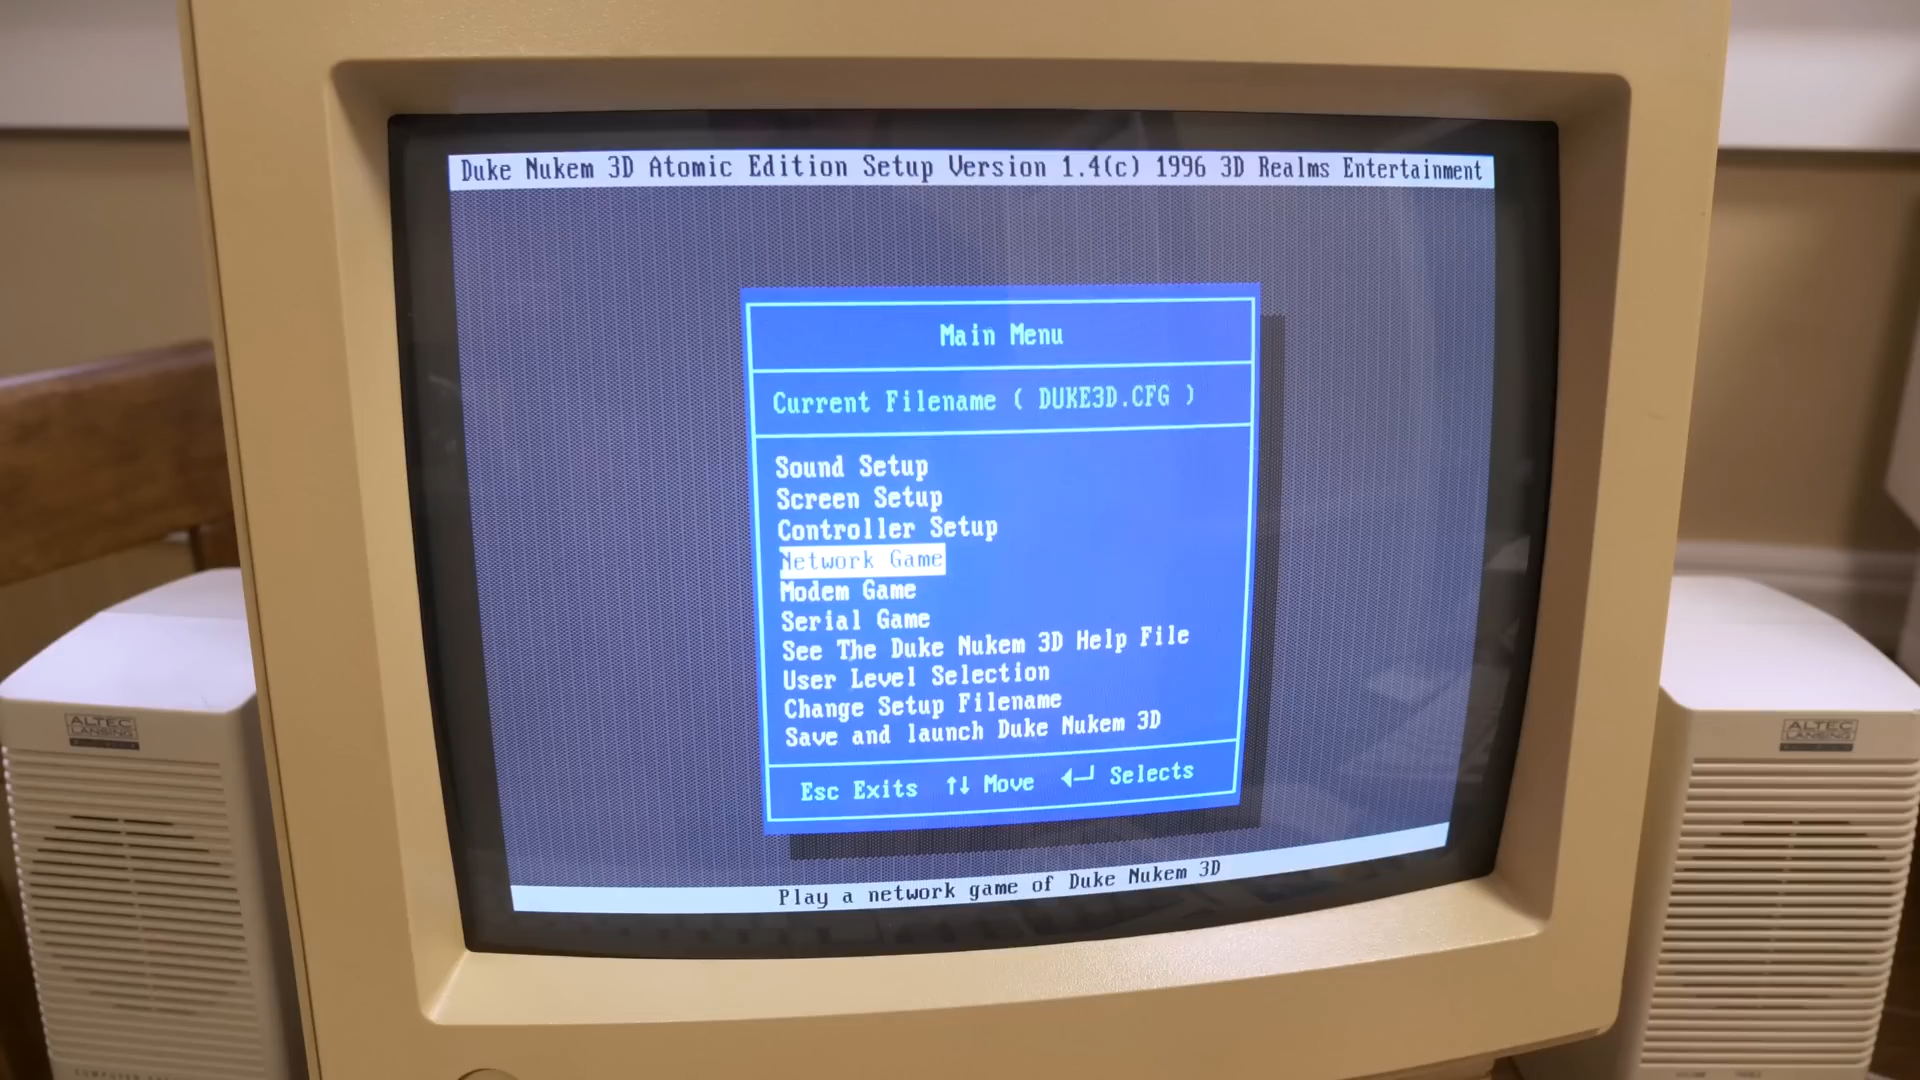 Duke Nukem 3D Atomic Edition Setup Version 1.4(c) 1996 3D Realms Entertainment
Main Menu
Current Filename ( DUKE3D.CFG )
Sound Setup
Screen Setup
Controller Setup
Network Game
Modem Game
Serial Game
See The Duke Nukem 3D Help File
User Level Selection
Change Setup Filename
Save and launch Duke Nukem 3D
Esc Exits ↑↓ Move ↵ Selects
Play a network game of Duke Nukem 3D
ALTEC
LANSING
ALTEC
LANSING
COMPUTER